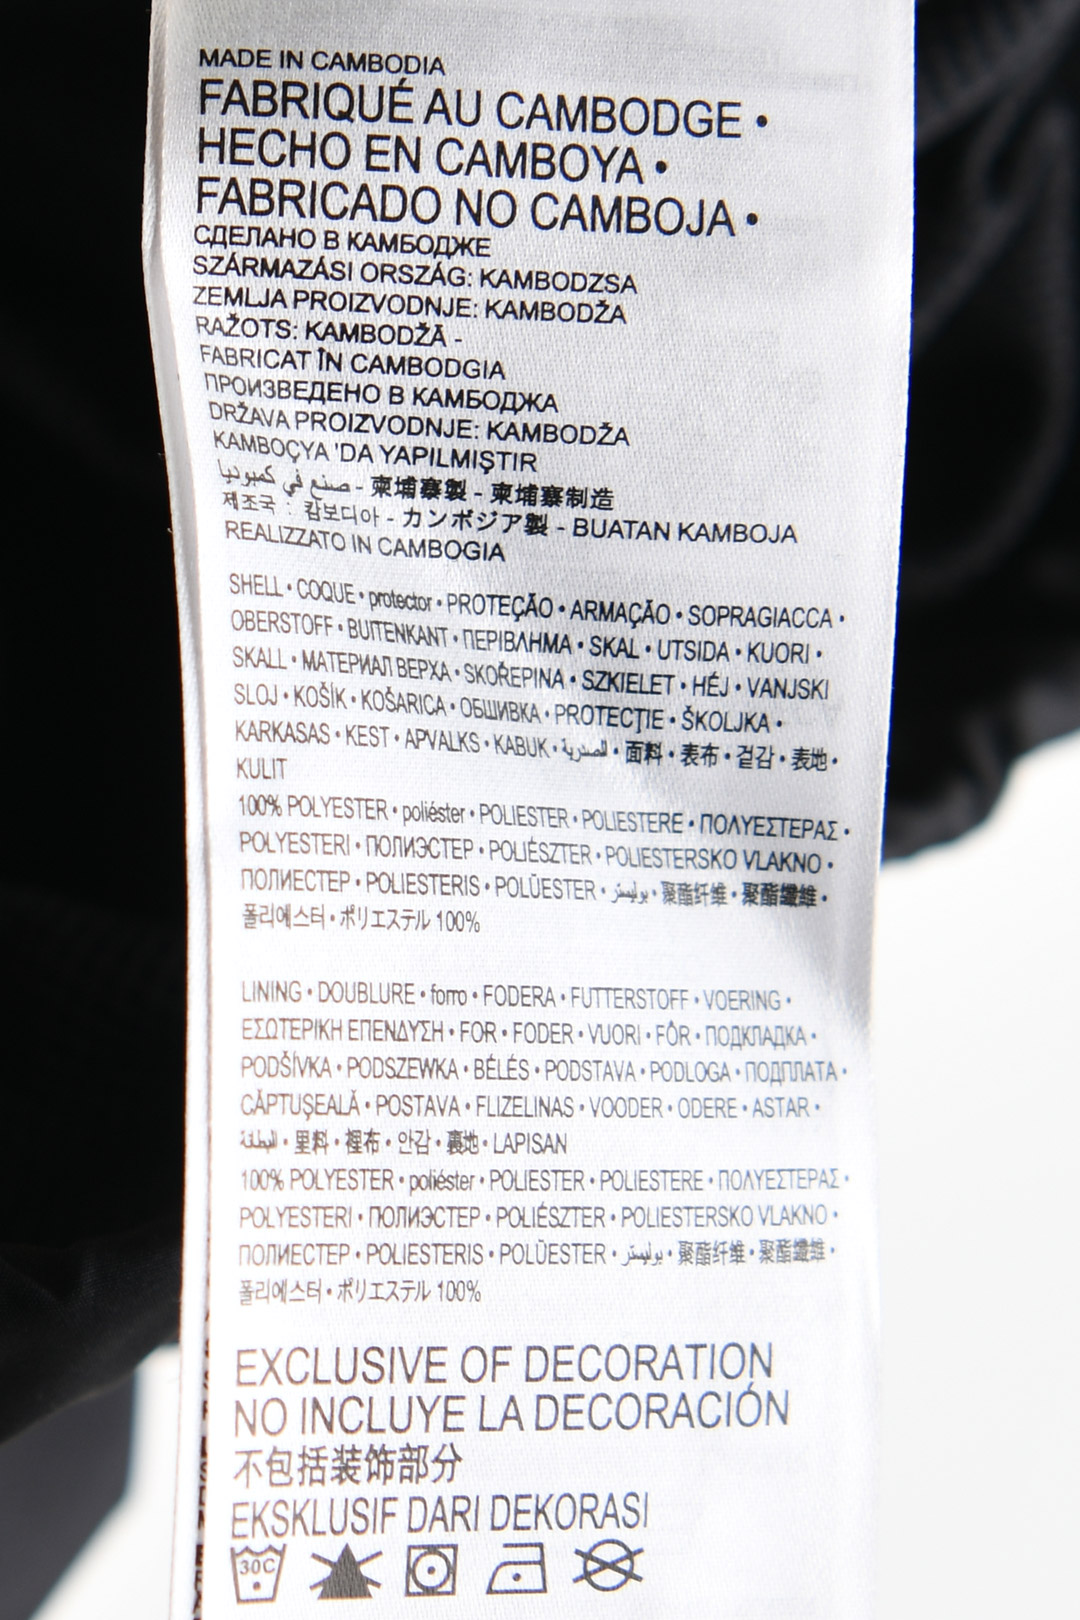 MADE IN CAMBODIA
FABRIQUÉ AU CAMBODGE •
HECHO EN CAMBOYA •
FABRICADO NO CAMBOJA •
СДЕЛАНО В КАМБОДЖЕ
SZÁRMAZÁSI ORSZÁG: KAMBODZSA
ZEMLJA PROIZVODNJE: KAMBODŽA
RAŽOTS: KAMBODŽĀ -
FABRICAT ÎN CAMBODGIA
ПРОИЗВЕДЕНО В КАМБОДЖА
DRŽAVA PROIZVODNJE: KAMBODŽA
KAMBOÇYA 'DA YAPILMIŞTIR
صنع في كمبوديا - 柬埔寨製 - 柬埔寨制造
제조국 : 캄보디아 - カンボジア製 - BUATAN KAMBOJA
REALIZZATO IN CAMBOGIA
SHELL • COQUE • protector • PROTEÇÃO • ARMAÇÃO • SOPRAGIACCA •
OBERSTOFF • BUITENKANT • ΠΕΡΙΒΛΗΜΑ • SKAL • UTSIDA • KUORI •
SKALL • МАТЕРИАЛ ВЕРХА • SKOŘEPINA • SZKIELET • HÉJ • VANJSKI
SLOJ • KOŠÍK • KOŠARICA • ОБШИВКА • PROTECŢIE • ŠKOLJKA •
KARKASAS • KEST • APVALKS • KABUK • الصدرية • 面料 • 表布 • 겉감 • 表地 •
KULIT
100% POLYESTER • poliéster • POLIESTER • POLIESTERE • ΠΟΛΥΕΣΤΕΡΑΣ •
POLYESTERI • ПОЛИЭСТЕР • POLIÉSZTER • POLIESTERSKO VLAKNO •
ПОЛИЕСТЕР • POLIESTERIS • POLÜESTER • بوليستر • 聚酯纤维 • 聚酯纖維 •
폴리에스터 • ポリエステル 100%
LINING • DOUBLURE • forro • FODERA • FUTTERSTOFF • VOERING •
ΕΣΩΤΕΡΙΚΗ ΕΠΕΝΔΥΣΗ • FOR • FODER • VUORI • FÔR • ПОДКЛАДКА •
PODŠÍVKA • PODSZEWKA • BÉLÉS • PODSTAVA • PODLOGA • ПОДПЛАТА •
CĂPTUŞEALĂ • POSTAVA • FLIZELINAS • VOODER • ODERE • ASTAR •
البطاقة • 里料 • 裡布 • 안감 • 裏地 • LAPISAN
100% POLYESTER • poliéster • POLIESTER • POLIESTERE • ΠΟΛΥΕΣΤΕΡΑΣ •
POLYESTERI • ПОЛИЭСТЕР • POLIÉSZTER • POLIESTERSKO VLAKNO •
ПОЛИЕСТЕР • POLIESTERIS • POLÜESTER • بوليستر • 聚酯纤维 • 聚酯纖維 •
폴리에스터 • ポリエステル 100%
EXCLUSIVE OF DECORATION
NO INCLUYE LA DECORACIÓN
不包括装饰部分
EKSKLUSIF DARI DEKORASI
30C